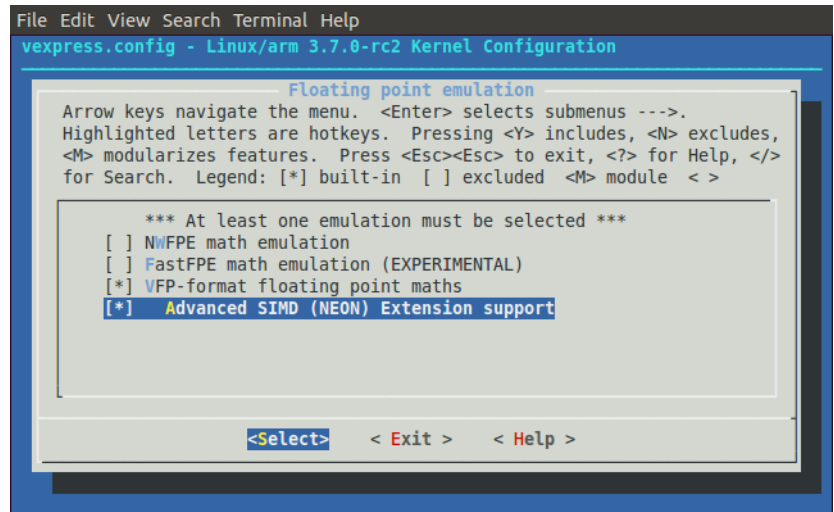 File Edit View Search Terminal Help
vexpress.config - Linux/arm 3.7.0-rc2 Kernel Configuration
Floating point emulation
Arrow keys navigate the menu.  <Enter> selects submenus --->.
Highlighted letters are hotkeys.  Pressing <Y> includes, <N> excludes,
<M> modularizes features.  Press <Esc><Esc> to exit, <?> for Help, </>
for Search.  Legend: [*] built-in  [ ] excluded  <M> module  < >
*** At least one emulation must be selected ***
[ ] NWFPE math emulation
[ ] FastFPE math emulation (EXPERIMENTAL)
[*] VFP-format floating point maths
[*]   Advanced SIMD (NEON) Extension support
<Select>    < Exit >    < Help >